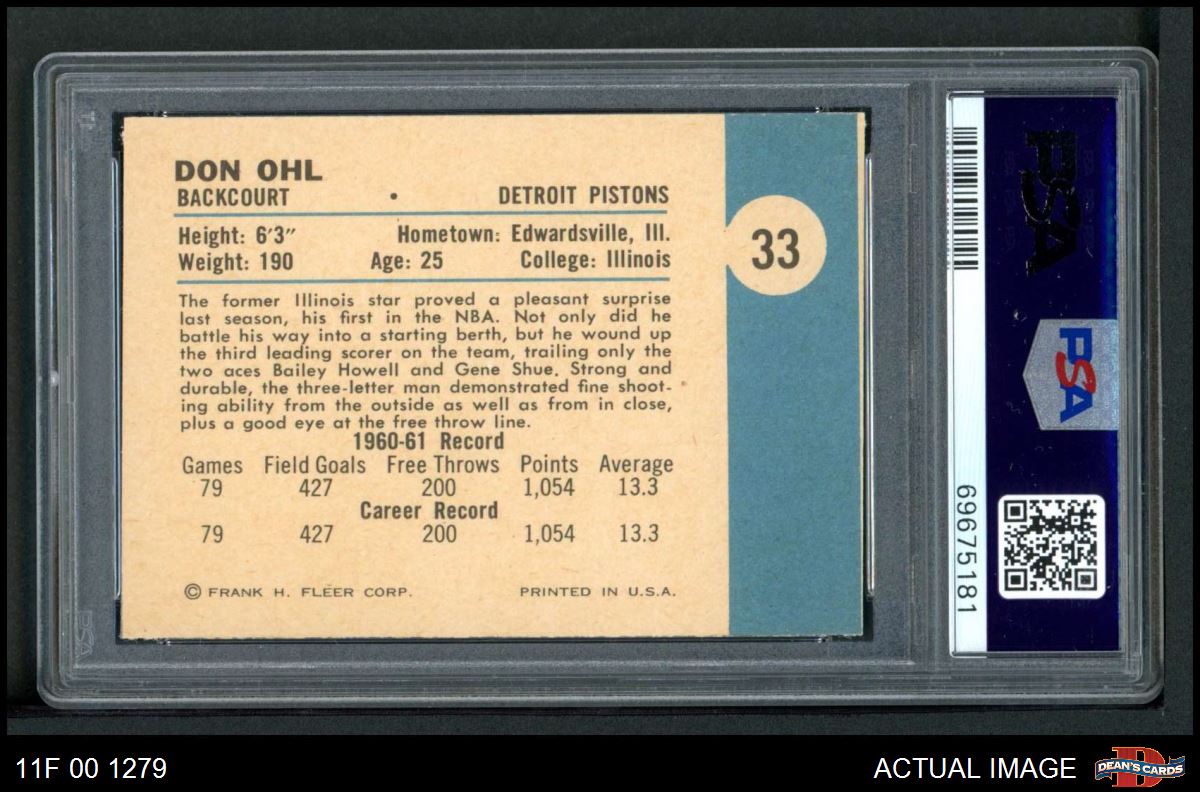 DON OHL
BACKCOURT • DETROIT PISTONS
Height: 6'3" Hometown: Edwardsville, Ill.
Weight: 190 Age: 25 College: Illinois
33
The former Illinois star proved a pleasant surprise
last season, his first in the NBA. Not only did he
battle his way into a starting berth, but he wound up
the third leading scorer on the team, trailing only the
two aces Bailey Howell and Gene Shue. Strong and
durable, the three-letter man demonstrated fine shoot-
ing ability from the outside as well as from in close,
plus a good eye at the free throw line.
1960-61 Record
Games Field Goals Free Throws Points Average
79 427 200 1,054 13.3
Career Record
79 427 200 1,054 13.3
© FRANK H. FLEER CORP. PRINTED IN U.S.A.
PSA
PSA
69675181
PSA
11F 00 1279
ACTUAL IMAGE
DEAN'S CARDS